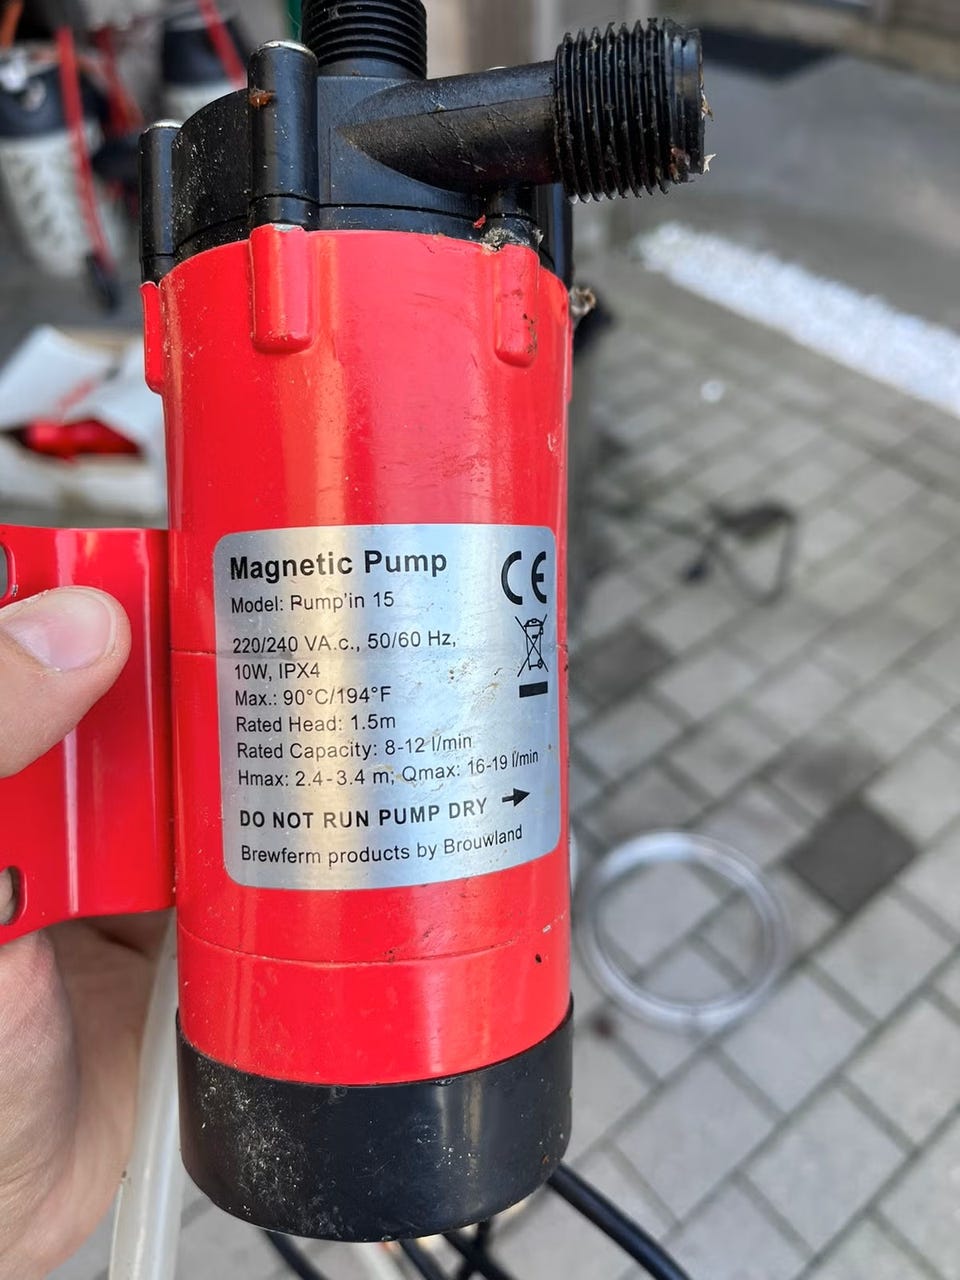 Magnetic Pump
CE
Model: Pump'in 15
220/240 VA.c., 50/60 Hz,
10W, IPX4
Max.: 90°C/194°F
Rated Head: 1.5m
Rated Capacity: 8-12 l/min
Hmax: 2.4-3.4 m; Qmax: 16-19 l/min
DO NOT RUN PUMP DRY →
Brewferm products by Brouwland